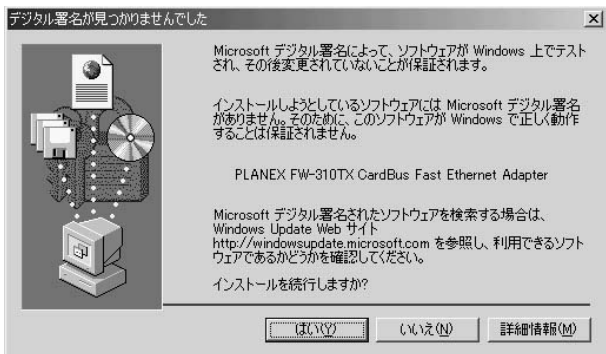 デジタル署名が見つかりませんでした
Microsoft デジタル署名によって、ソフトウェアが Windows 上でテスト
され、その後変更されていないことが保証されます。
インストールしようとしているソフトウェアには Microsoft デジタル署名
がありません。そのために、このソフトウェアが Windows で正しく動作
することは保証されません。
PLANEX FW-310TX CardBus Fast Ethernet Adapter
Microsoft デジタル署名されたソフトウェアを検索する場合は、
Windows Update Web サイト
http://windowsupdate.microsoft.com を参照し、利用できるソフト
ウェアであるかどうかを確認してください。
インストールを続行しますか?
はい(Y) いいえ(N) 詳細情報(M)